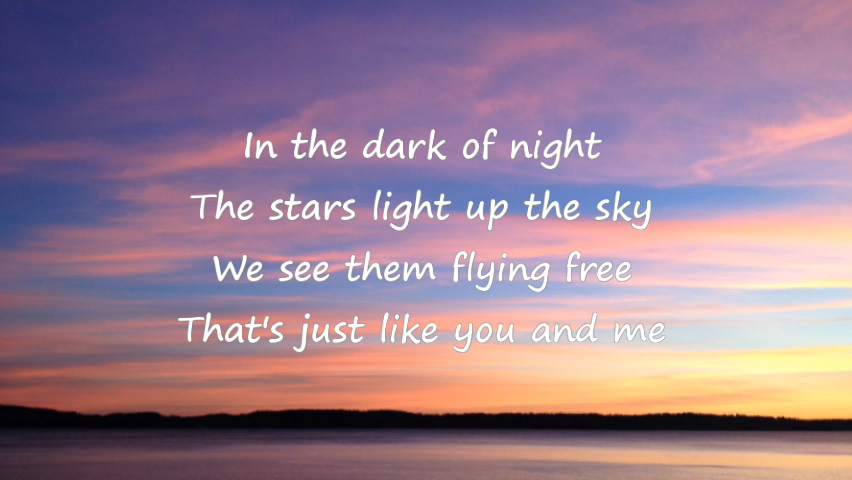 In the dark of night
The stars light up the sky
We see them flying free
That's just like you and me